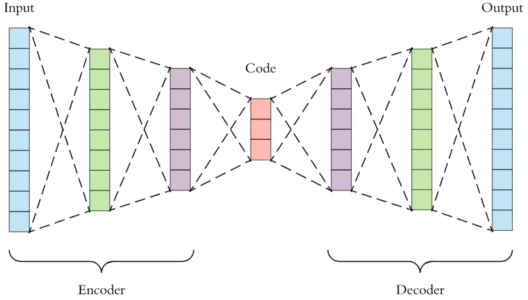 Input
Output
Code
Encoder
Decoder